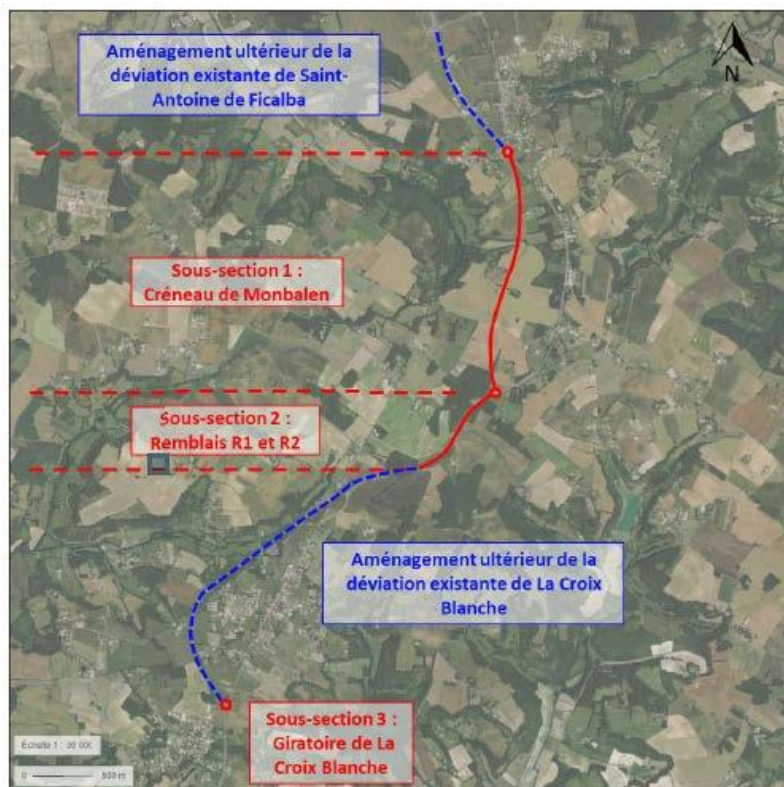 Aménagement ultérieur de la
déviation existante de Saint-
Antoine de Ficalba
N
Sous-section 1 :
Créneau de Monbalen
Sous-section 2 :
Remblais R1 et R2
Aménagement ultérieur de la
déviation existante de La Croix
Blanche
Sous-section 3 :
Giratoire de La
Croix Blanche
Echelle 1 :
0 500 m